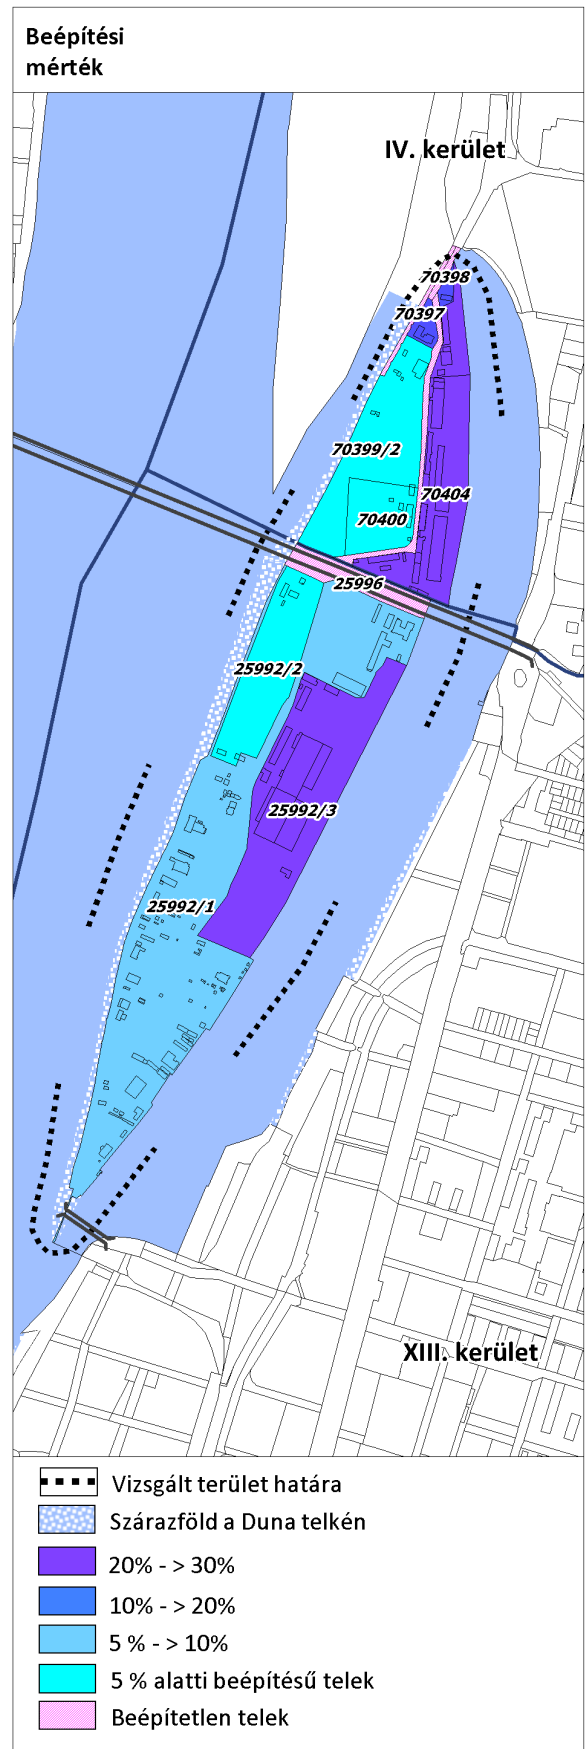 Beépítési
mérték
IV. kerület
70398
70397
70399/2
70404
70400
25996
25992/2
25992/3
25992/1
XIII. kerület
Vizsgált terület határa
Szárazföld a Duna telkén
20% - > 30%
10% - > 20%
5 % - > 10%
5 % alatti beépítésű telek
Beépítetlen telek